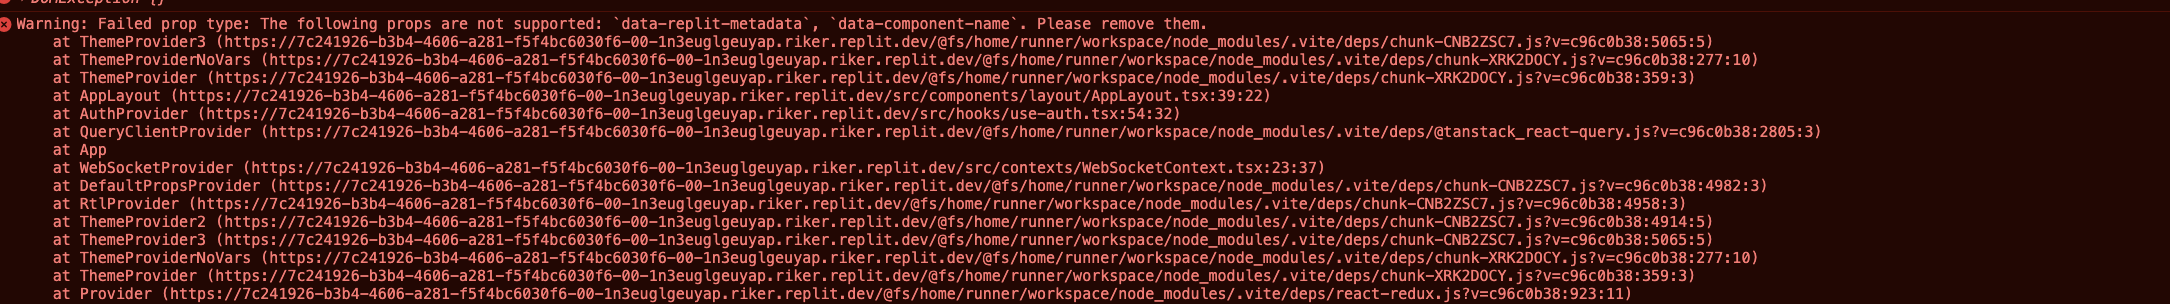 DOMException {}
Warning: Failed prop type: The following props are not supported: `data-replit-metadata`, `data-component-name`. Please remove them.
at ThemeProvider3 (https://7c241926-b3b4-4606-a281-f5f4bc6030f6-00-1n3euglgeuyap.riker.replit.dev/@fs/home/runner/workspace/node_modules/.vite/deps/chunk-CNB2ZSC7.js?v=c96c0b38:5065:5)
at ThemeProviderNoVars (https://7c241926-b3b4-4606-a281-f5f4bc6030f6-00-1n3euglgeuyap.riker.replit.dev/@fs/home/runner/workspace/node_modules/.vite/deps/chunk-XRK2DOCY.js?v=c96c0b38:277:10)
at ThemeProvider (https://7c241926-b3b4-4606-a281-f5f4bc6030f6-00-1n3euglgeuyap.riker.replit.dev/@fs/home/runner/workspace/node_modules/.vite/deps/chunk-XRK2DOCY.js?v=c96c0b38:359:3)
at AppLayout (https://7c241926-b3b4-4606-a281-f5f4bc6030f6-00-1n3euglgeuyap.riker.replit.dev/src/components/layout/AppLayout.tsx:39:22)
at AuthProvider (https://7c241926-b3b4-4606-a281-f5f4bc6030f6-00-1n3euglgeuyap.riker.replit.dev/src/hooks/use-auth.tsx:54:32)
at QueryClientProvider (https://7c241926-b3b4-4606-a281-f5f4bc6030f6-00-1n3euglgeuyap.riker.replit.dev/@fs/home/runner/workspace/node_modules/.vite/deps/@tanstack_react-query.js?v=c96c0b38:2805:3)
at App
at WebSocketProvider (https://7c241926-b3b4-4606-a281-f5f4bc6030f6-00-1n3euglgeuyap.riker.replit.dev/src/contexts/WebSocketContext.tsx:23:37)
at DefaultPropsProvider (https://7c241926-b3b4-4606-a281-f5f4bc6030f6-00-1n3euglgeuyap.riker.replit.dev/@fs/home/runner/workspace/node_modules/.vite/deps/chunk-CNB2ZSC7.js?v=c96c0b38:4982:3)
at RtlProvider (https://7c241926-b3b4-4606-a281-f5f4bc6030f6-00-1n3euglgeuyap.riker.replit.dev/@fs/home/runner/workspace/node_modules/.vite/deps/chunk-CNB2ZSC7.js?v=c96c0b38:4958:3)
at ThemeProvider2 (https://7c241926-b3b4-4606-a281-f5f4bc6030f6-00-1n3euglgeuyap.riker.replit.dev/@fs/home/runner/workspace/node_modules/.vite/deps/chunk-CNB2ZSC7.js?v=c96c0b38:4914:5)
at ThemeProvider3 (https://7c241926-b3b4-4606-a281-f5f4bc6030f6-00-1n3euglgeuyap.riker.replit.dev/@fs/home/runner/workspace/node_modules/.vite/deps/chunk-CNB2ZSC7.js?v=c96c0b38:5065:5)
at ThemeProviderNoVars (https://7c241926-b3b4-4606-a281-f5f4bc6030f6-00-1n3euglgeuyap.riker.replit.dev/@fs/home/runner/workspace/node_modules/.vite/deps/chunk-XRK2DOCY.js?v=c96c0b38:277:10)
at ThemeProvider (https://7c241926-b3b4-4606-a281-f5f4bc6030f6-00-1n3euglgeuyap.riker.replit.dev/@fs/home/runner/workspace/node_modules/.vite/deps/chunk-XRK2DOCY.js?v=c96c0b38:359:3)
at Provider (https://7c241926-b3b4-4606-a281-f5f4bc6030f6-00-1n3euglgeuyap.riker.replit.dev/@fs/home/runner/workspace/node_modules/.vite/deps/react-redux.js?v=c96c0b38:923:11)